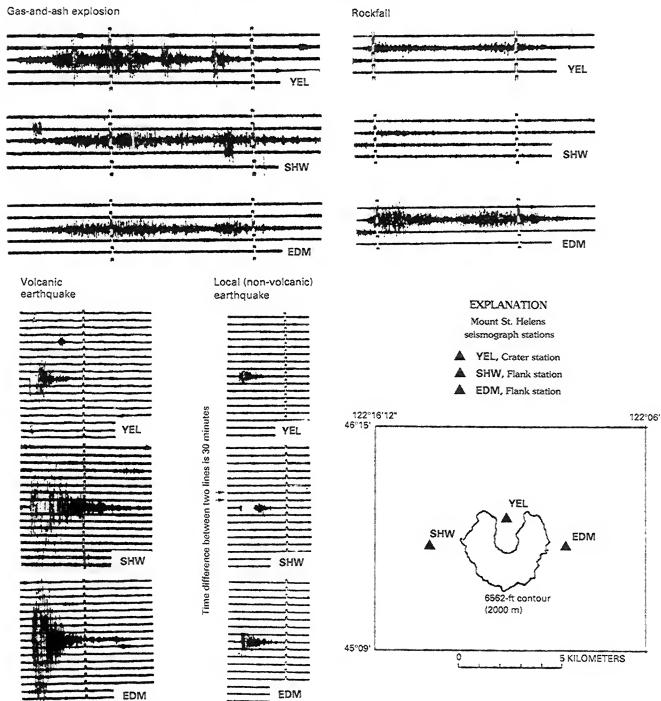 Gas-and-ash explosion
YEL
SHW
EDM
Rockfall
YEL
SHW
EDM
Volcanic
earthquake
YEL
SHW
EDM
Local (non-volcanic)
earthquake
YEL
SHW
EDM
Time difference between two lines is 30 minutes
EXPLANATION
Mount St. Helens
seismograph stations
YEL, Crater station
SHW, Flank station
EDM, Flank station
122°16'12"
122°06'
46°15'
YEL
SHW
EDM
6562-ft contour
(2000 m)
45°09'
0
5 KILOMETERS